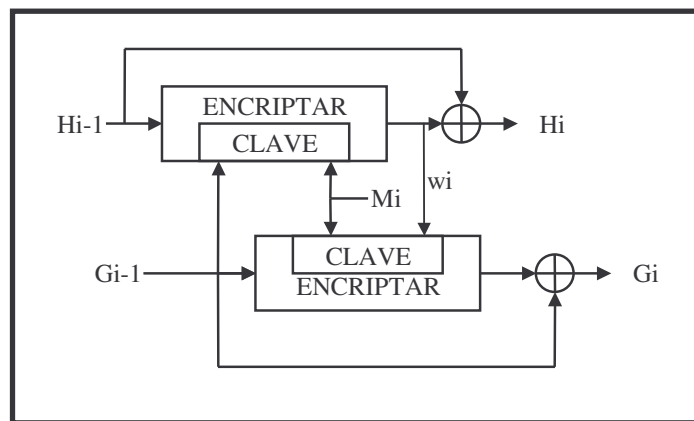 ENCRIPTAR
Hi-1
CLAVE
Hi
wi
Mi
CLAVE
Gi-1
ENCRIPTAR
Gi